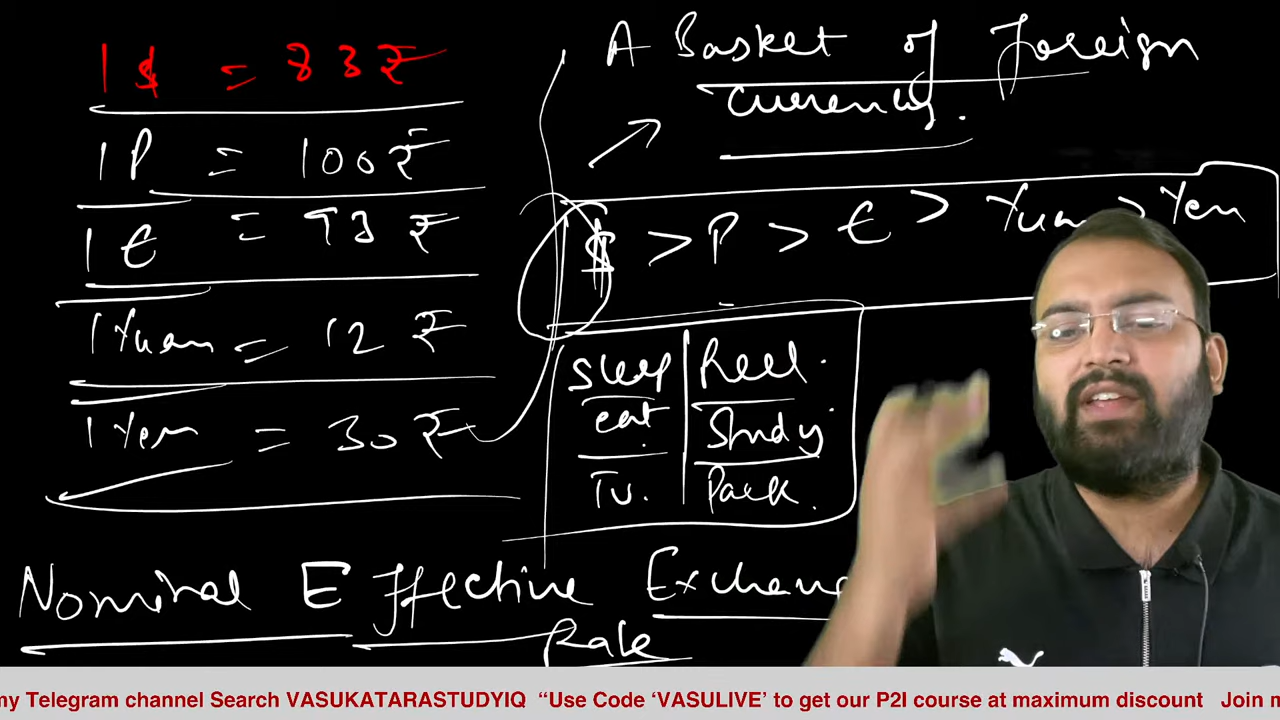 1 $ = 83 ₹
1 P = 100 ₹
1 € = 93 ₹
1 Yuan = 12 ₹
1 Yen = 30 ₹
A Basket of Foreign
currency.
$ > P > € > Yuan > Yen
Sleep Reel.
eat. Study
Tv. Park.
Nominal Effective Exchan
Rate
my Telegram channel Search VASUKATARASTUDYIQ “Use Code ‘VASULIVE’ to get our P2I course at maximum discount Join m